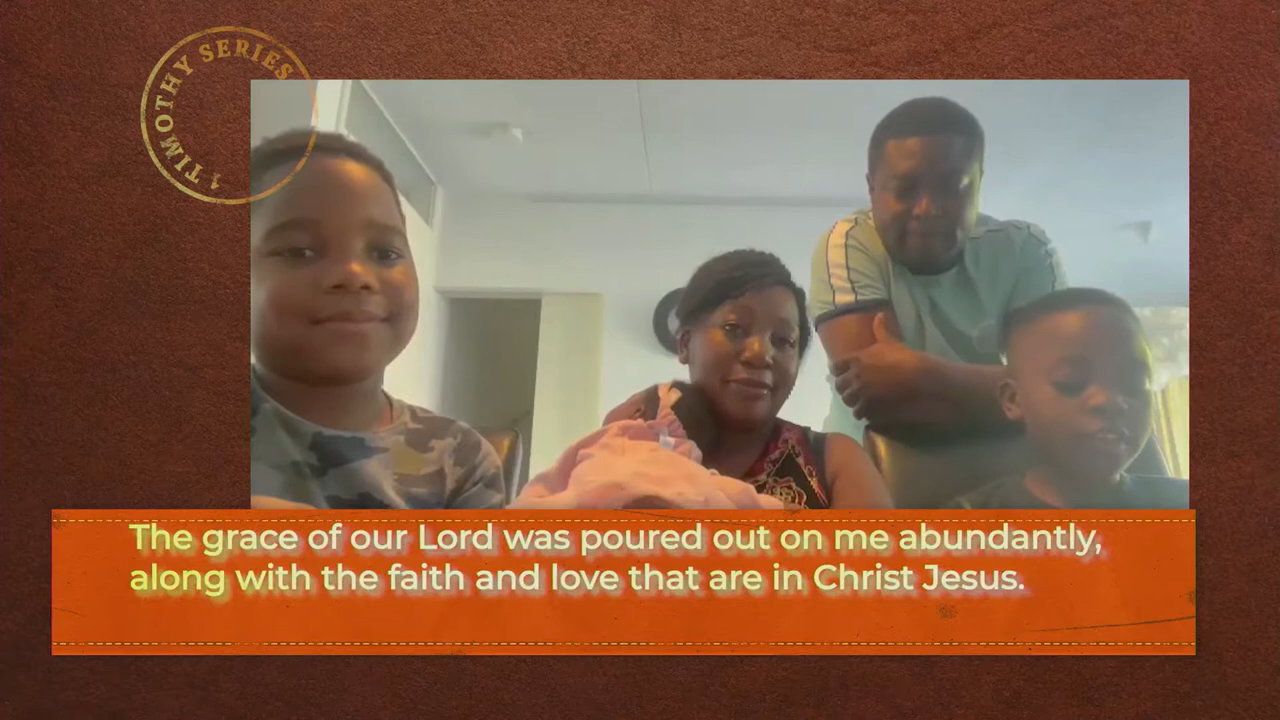 1 TIMOTHY SERIES
The grace of our Lord was poured out on me abundantly,
along with the faith and love that are in Christ Jesus.